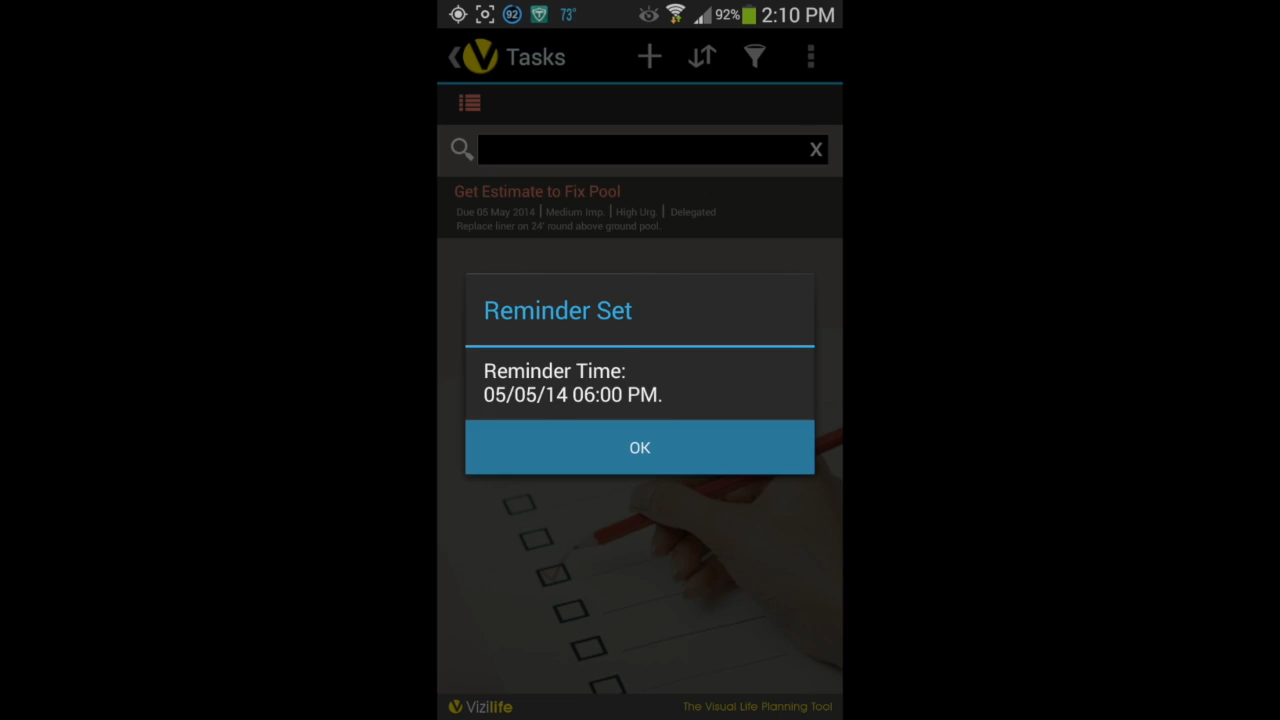 92 73° 92% 2:10 PM
Tasks
X
Get Estimate to Fix Pool
Due 05 May 2014 | Medium Imp. | High Urg. | Delegated
Replace liner on 24' round above ground pool.
Reminder Set
Reminder Time:
05/05/14 06:00 PM.
OK
Vizilife The Visual Life Planning Tool